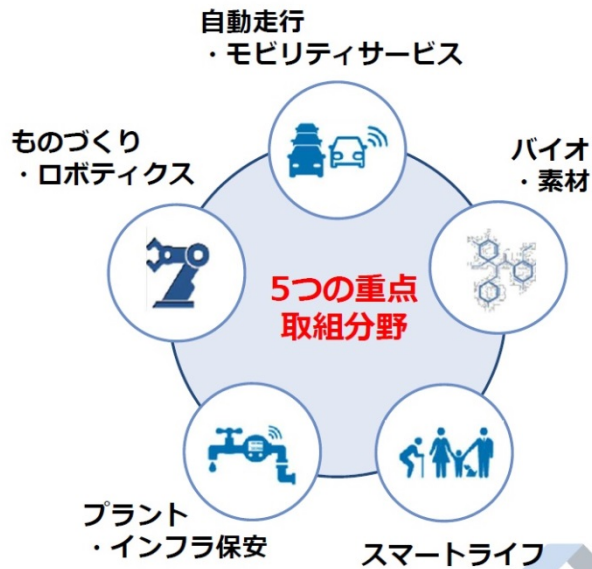 自動走行
・モビリティサービス
ものづくり
・ロボティクス
バイオ
・素材
5つの重点
取組分野
プラント
・インフラ保安
スマートライフ